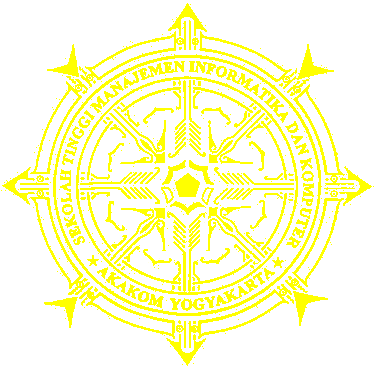 SEKOLAH TINGGI MANAJEMEN INFORMATIKA DAN KOMPUTER
AKAKOM YOGYAKARTA